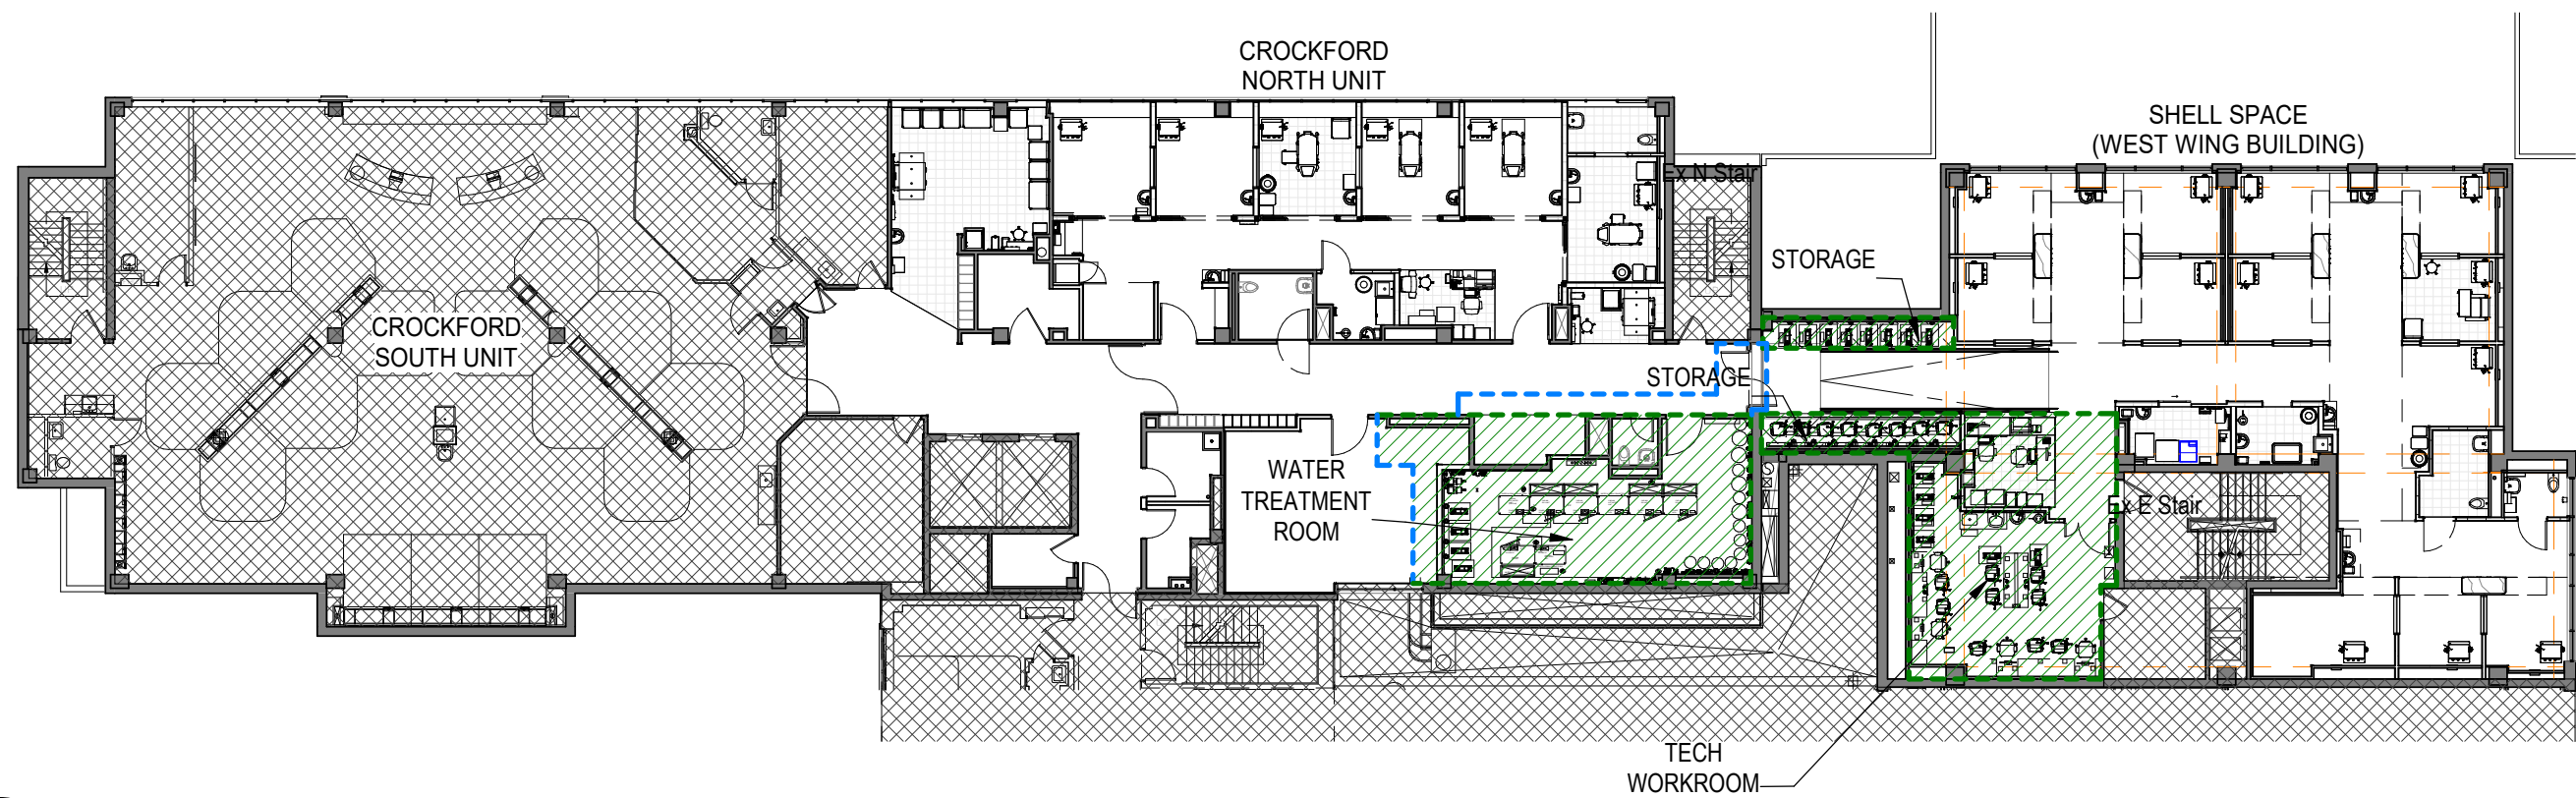 CROCKFORD
NORTH UNIT
SHELL SPACE
(WEST WING BUILDING)
Ex N Stair
STORAGE
CROCKFORD
SOUTH UNIT
STORAGE
WATER
TREATMENT
ROOM
Ex E Stair
TECH
WORKROOM